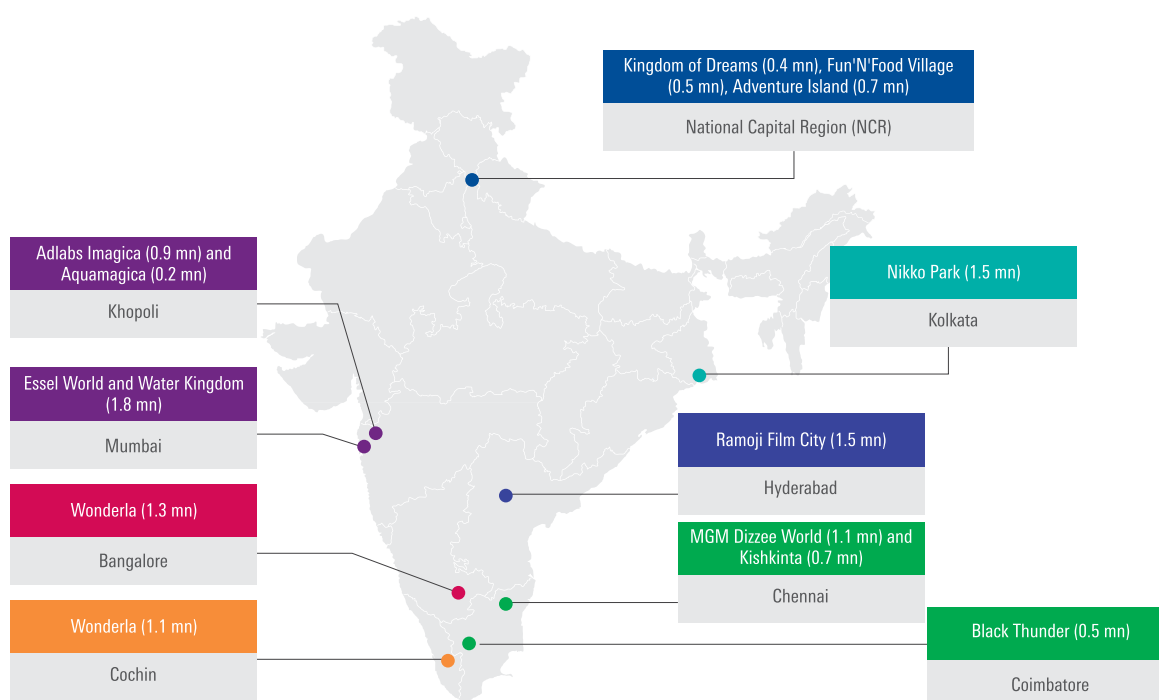 Kingdom of Dreams (0.4 mn), Fun'N'Food Village
(0.5 mn), Adventure Island (0.7 mn)
National Capital Region (NCR)
Adlabs Imagica (0.9 mn) and
Aquamagica (0.2 mn)
Khopoli
Nikko Park (1.5 mn)
Kolkata
Essel World and Water Kingdom
(1.8 mn)
Mumbai
Ramoji Film City (1.5 mn)
Hyderabad
Wonderla (1.3 mn)
Bangalore
MGM Dizzee World (1.1 mn) and
Kishkinta (0.7 mn)
Chennai
Wonderla (1.1 mn)
Cochin
Black Thunder (0.5 mn)
Coimbatore